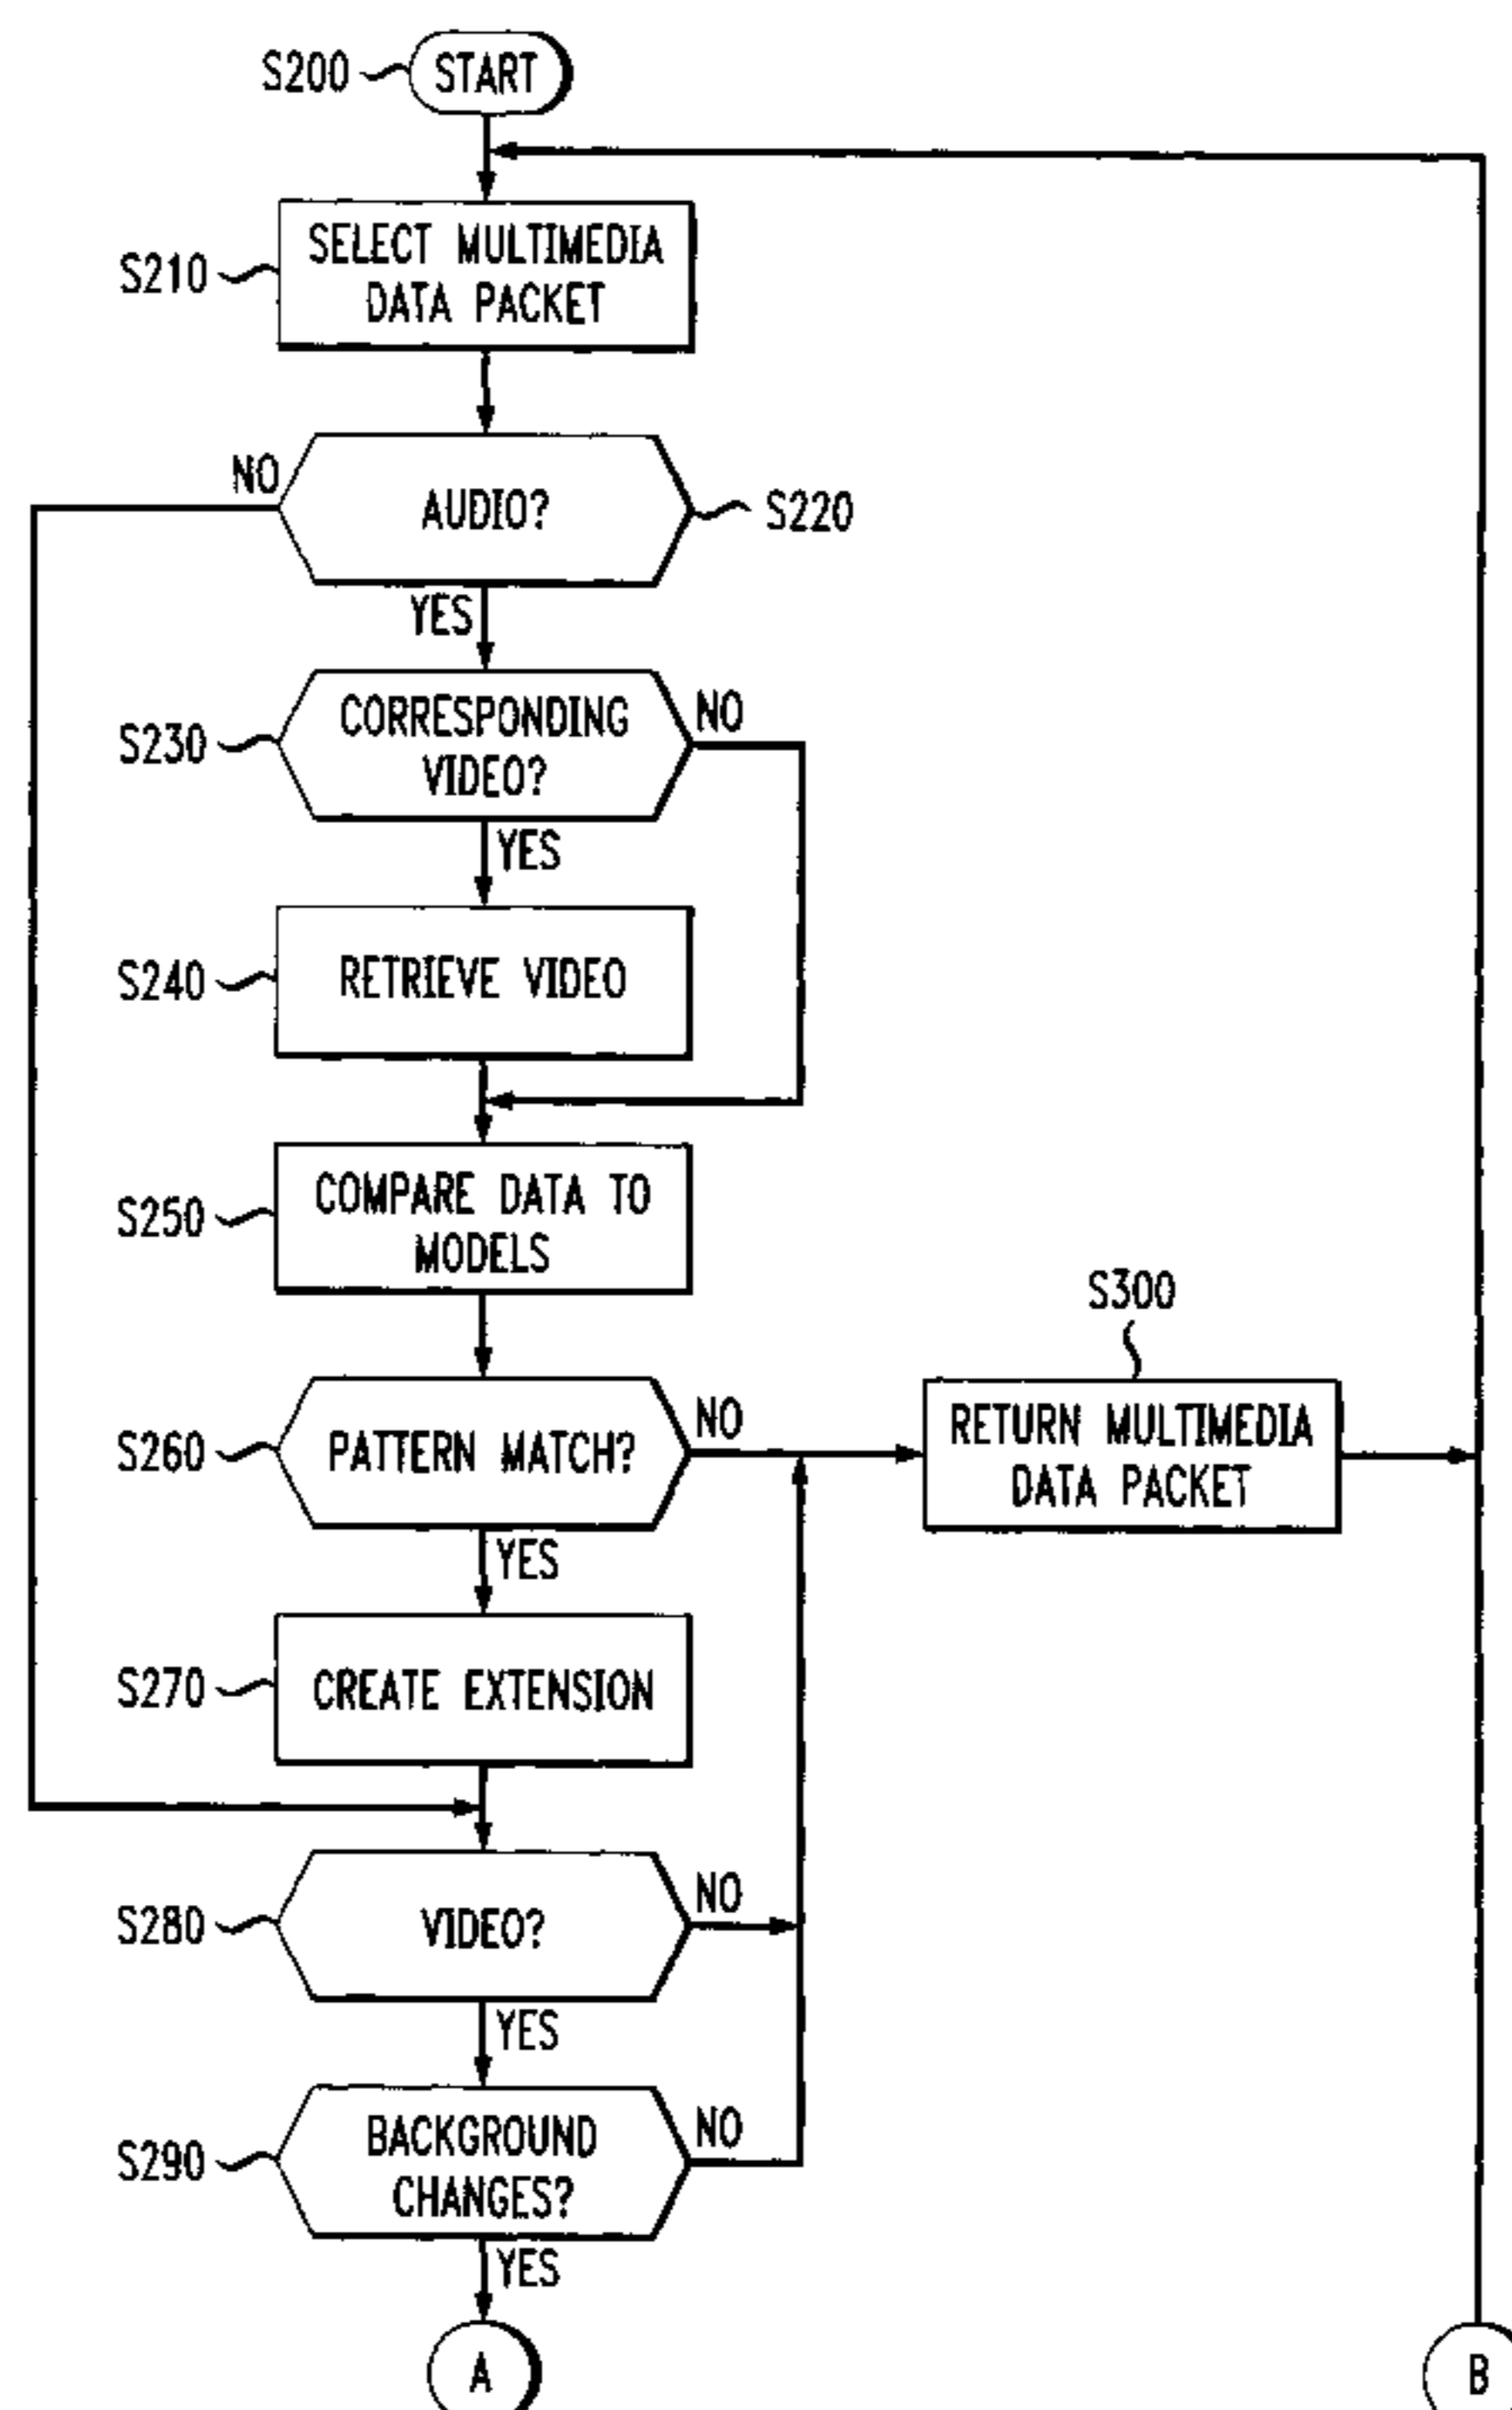 S200
START
S210
SELECT MULTIMEDIA
DATA PACKET
NO
AUDIO?
S220
YES
S230
CORRESPONDING
VIDEO?
NO
YES
S240
RETRIEVE VIDEO
S250
COMPARE DATA TO
MODELS
S300
S260
PATTERN MATCH?
NO
RETURN MULTIMEDIA
DATA PACKET
YES
S270
CREATE EXTENSION
S280
VIDEO?
NO
YES
S290
BACKGROUND
CHANGES?
NO
YES
A
B